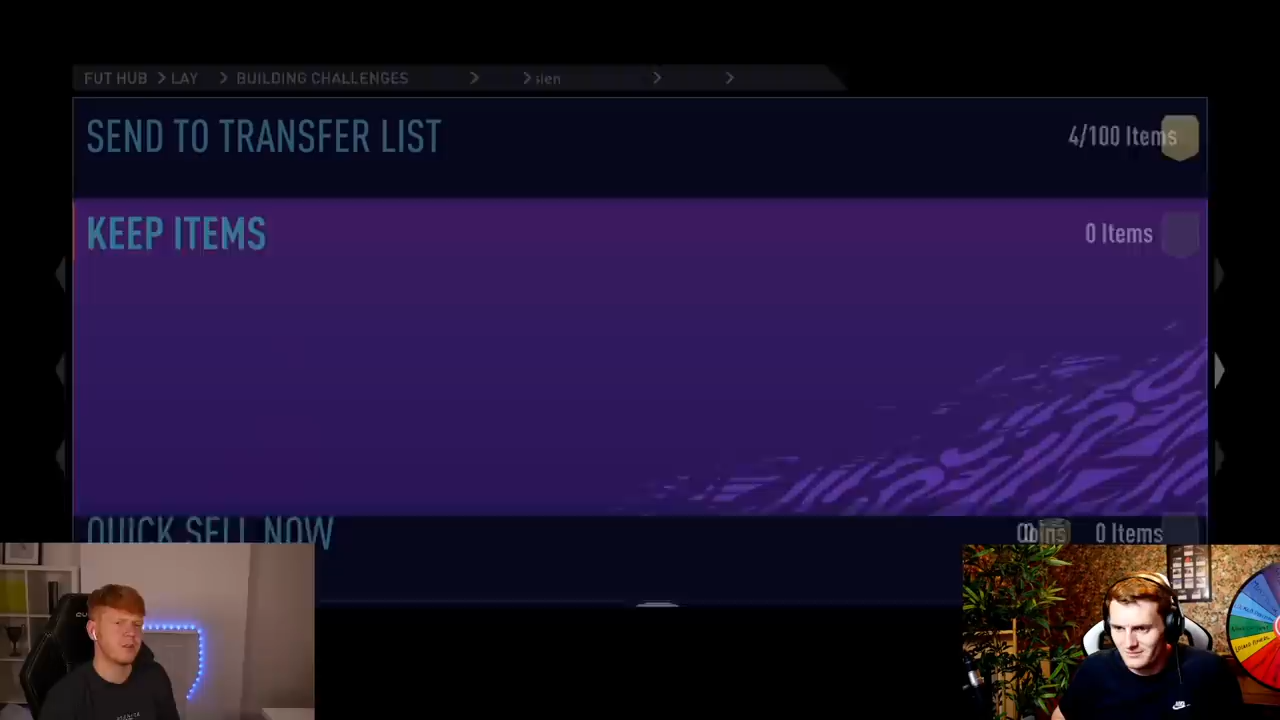 FUT HUB > LAY > BUILDING CHALLENGES > > sien > >
SEND TO TRANSFER LIST 4/100 Items
KEEP ITEMS 0 Items
QUICK SELL NOW 0 Items